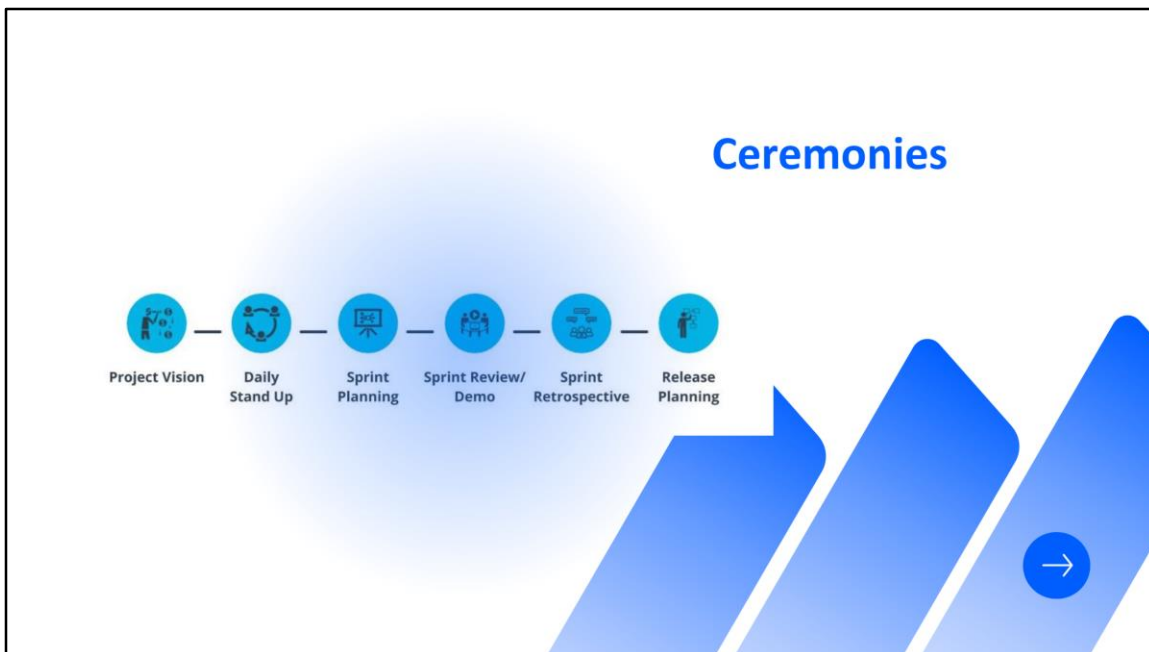 Ceremonies
Project Vision
Daily
Stand Up
Sprint
Planning
Sprint Review/
Demo
Sprint
Retrospective
Release
Planning